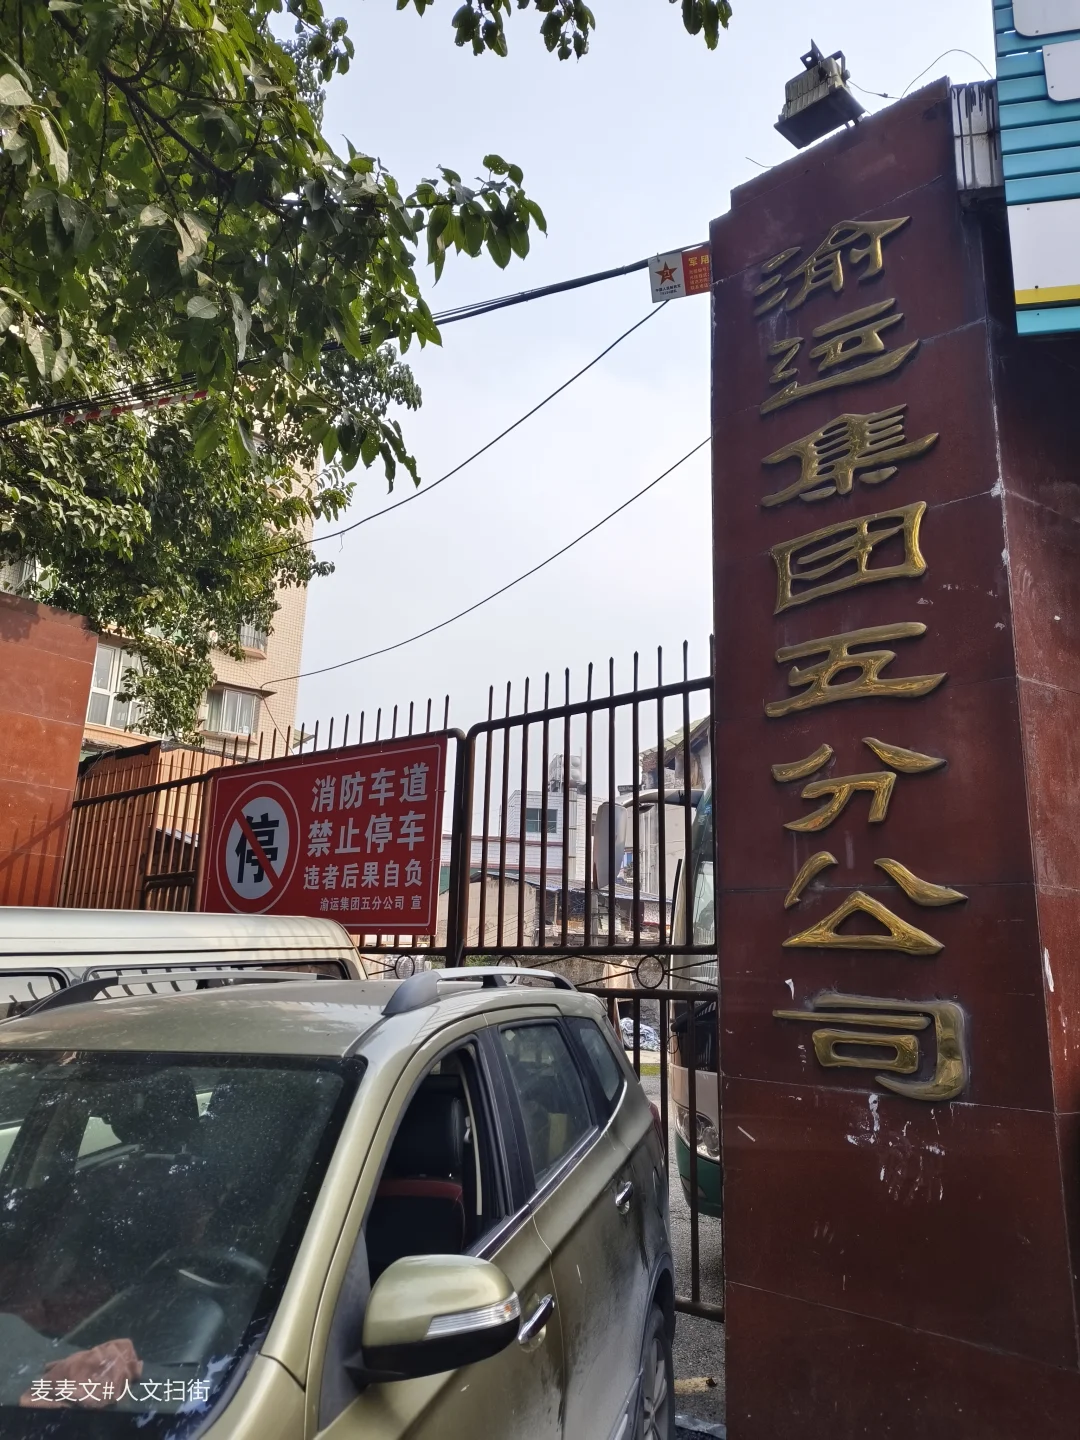 渝运集团五分公司
军用
停
消防车道
禁止停车
违者后果自负
渝运集团五分公司 宣
麦麦文#人文扫街